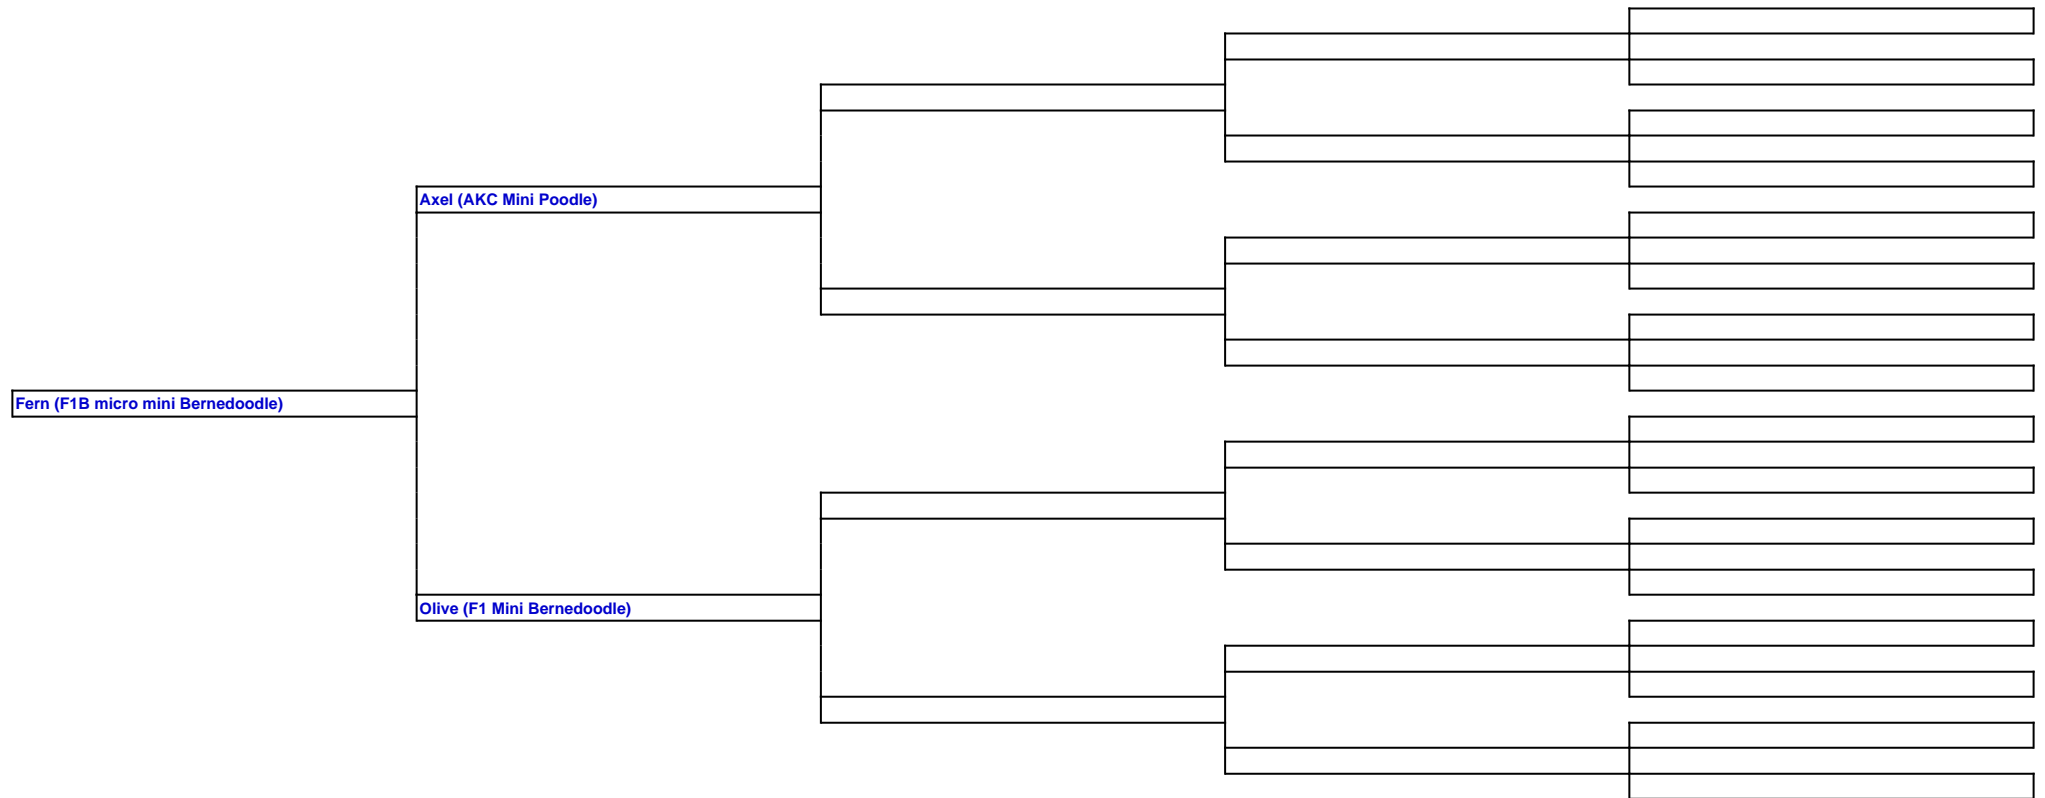 Axel (AKC Mini Poodle)
Fern (F1B micro mini Bernedoodle)
Olive (F1 Mini Bernedoodle)